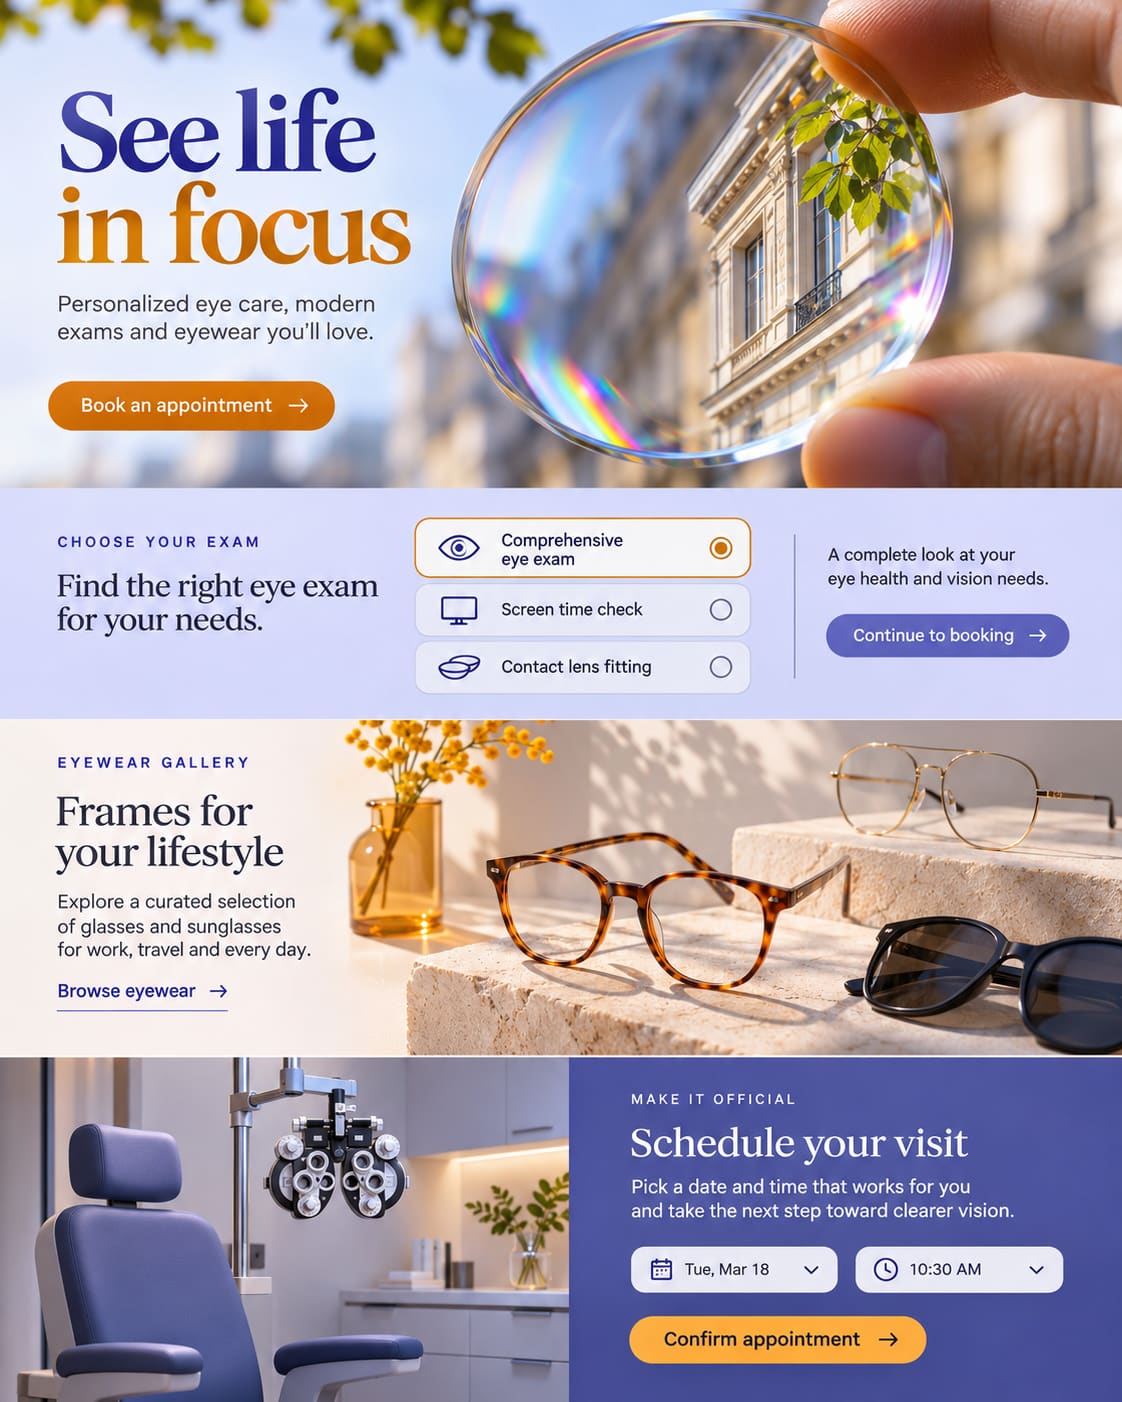 See life
in focus
Personalized eye care, modern
exams and eyewear you'll love.
Book an appointment
CHOOSE YOUR EXAM
Find the right eye exam
for your needs.
Comprehensive
eye exam
Screen time check
Contact lens fitting
A complete look at your
eye health and vision needs.
Continue to booking
EYEWEAR GALLERY
Frames for
your lifestyle
Explore a curated selection
of glasses and sunglasses
for work, travel and every day.
Browse eyewear
MAKE IT OFFICIAL
Schedule your visit
Pick a date and time that works for you
and take the next step toward clearer vision.
Tue, Mar 18
10:30 AM
Confirm appointment